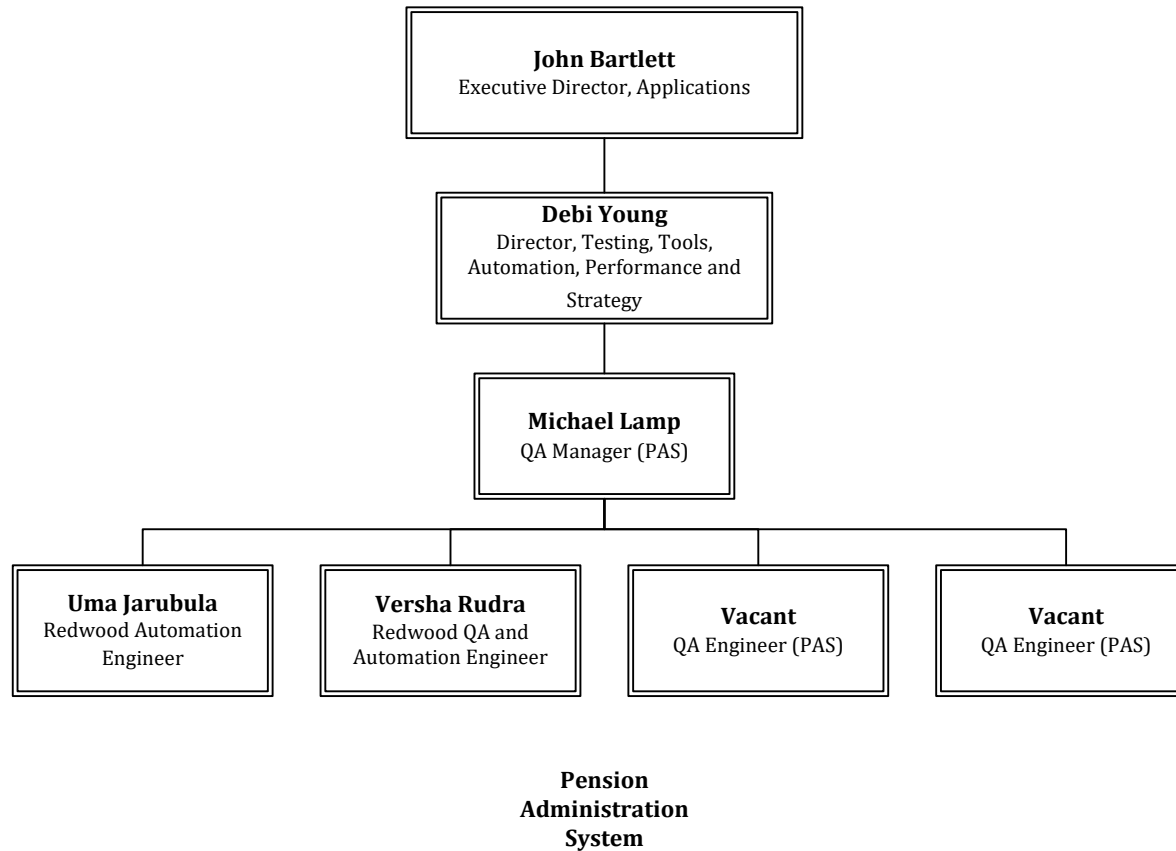 John Bartlett
Executive Director, Applications
Debi Young
Director, Testing, Tools,
Automation, Performance and
Strategy
Michael Lamp
QA Manager (PAS)
Uma Jarubula
Redwood Automation
Engineer
Versha Rudra
Redwood QA and
Automation Engineer
Vacant
QA Engineer (PAS)
Vacant
QA Engineer (PAS)
Pension
Administration
System